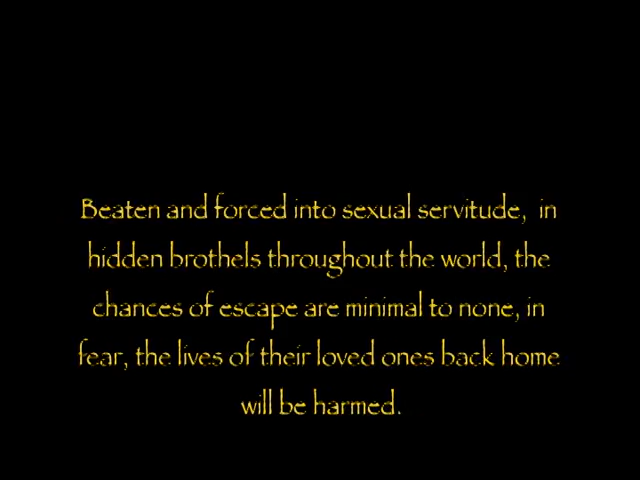 Beaten and forced into sexual servitude, in
hidden brothels throughout the world, the
chances of escape are minimal to none, in
fear, the lives of their loved ones back home
will be harmed.